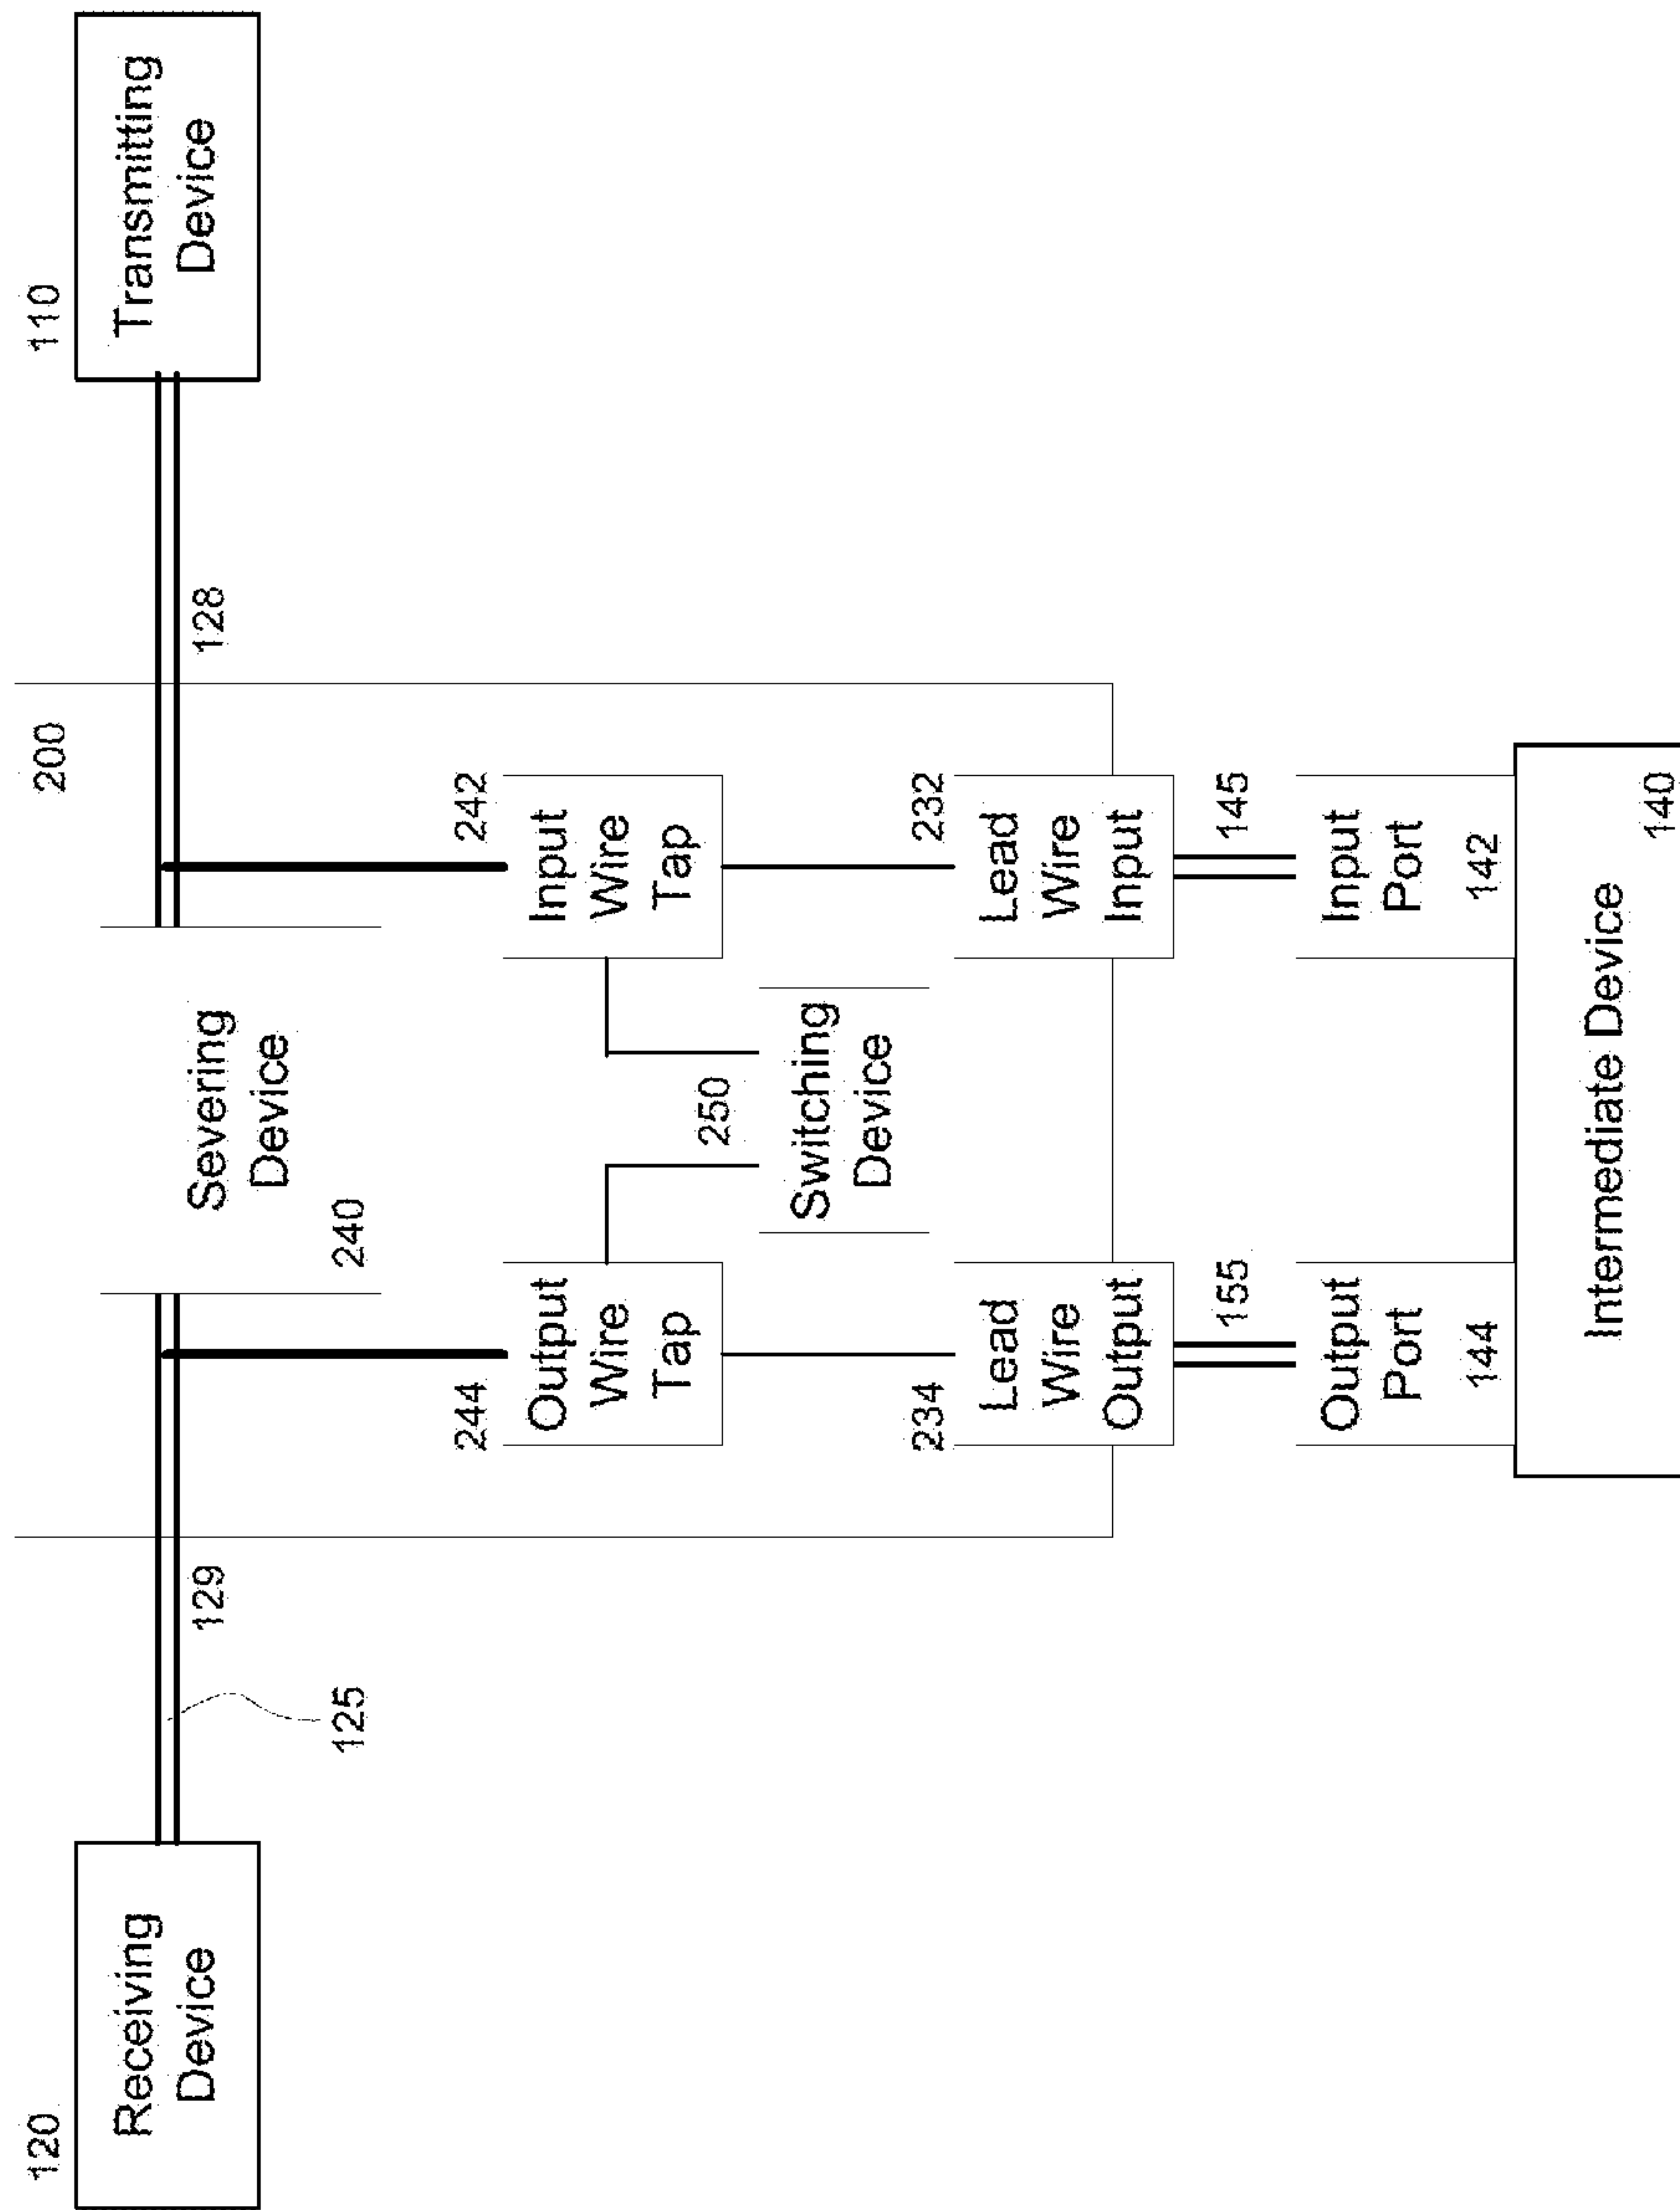 120
Receiving
Device
125
129
200
110
Transmitting
Device
128
Severing
Device
240
244
Output
Wire
Tap
242
Input
Wire
Tap
250
Switching
Device
234
Lead
Wire
Output
232
Lead
Wire
Input
155
145
Output
Port
144
Input
Port
142
Intermediate Device
140